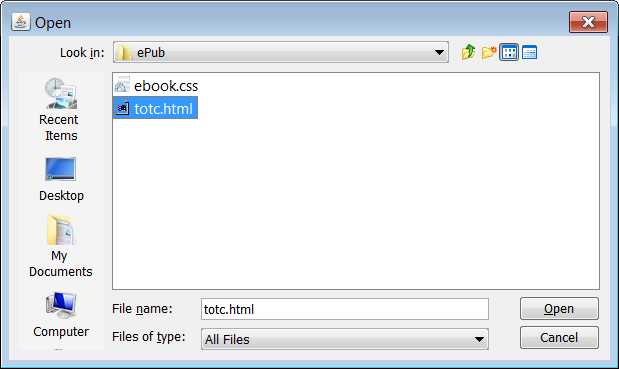 Open
Look in:
ePub
Recent
Items
Desktop
My
Documents
Computer
ebook.css
totc.html
File name:
totc.html
Open
Files of type:
All Files
Cancel